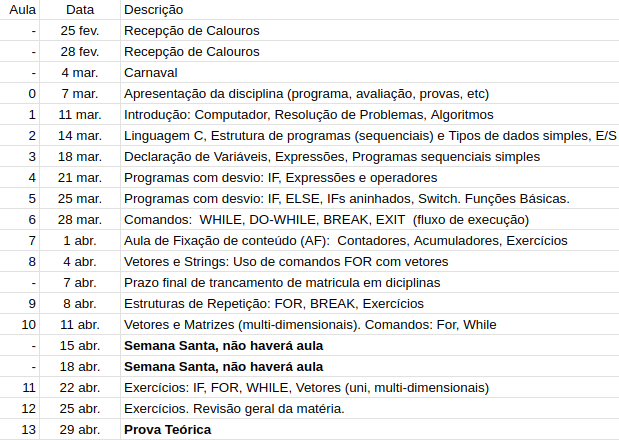 Aula Data Descrição
- 25 fev. Recepção de Calouros
- 28 fev. Recepção de Calouros
- 4 mar. Carnaval
0 7 mar. Apresentação da disciplina (programa, avaliação, provas, etc)
1 11 mar. Introdução: Computador, Resolução de Problemas, Algoritmos
2 14 mar. Linguagem C, Estrutura de programas (sequenciais) e Tipos de dados simples, E/S
3 18 mar. Declaração de Variáveis, Expressões, Programas sequenciais simples
4 21 mar. Programas com desvio: IF, Expressões e operadores
5 25 mar. Programas com desvio: IF, ELSE, IFs aninhados, Switch. Funções Básicas.
6 28 mar. Comandos: WHILE, DO-WHILE, BREAK, EXIT (fluxo de execução)
7 1 abr. Aula de Fixação de conteúdo (AF): Contadores, Acumuladores, Exercícios
8 4 abr. Vetores e Strings: Uso de comandos FOR com vetores
- 7 abr. Prazo final de trancamento de matricula em diciplinas
9 8 abr. Estruturas de Repetição: FOR, BREAK, Exercícios
10 11 abr. Vetores e Matrizes (multi-dimensionais). Comandos: For, While
- 15 abr. Semana Santa, não haverá aula
- 18 abr. Semana Santa, não haverá aula
11 22 abr. Exercícios: IF, FOR, WHILE, Vetores (uni, multi-dimensionais)
12 25 abr. Exercícios. Revisão geral da matéria.
13 29 abr. Prova Teórica